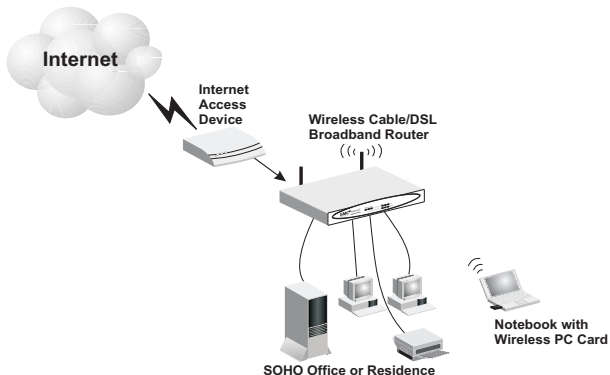 Internet
Internet
Access
Device
Wireless Cable/DSL
Broadband Router
Notebook with
Wireless PC Card
SOHO Office or Residence